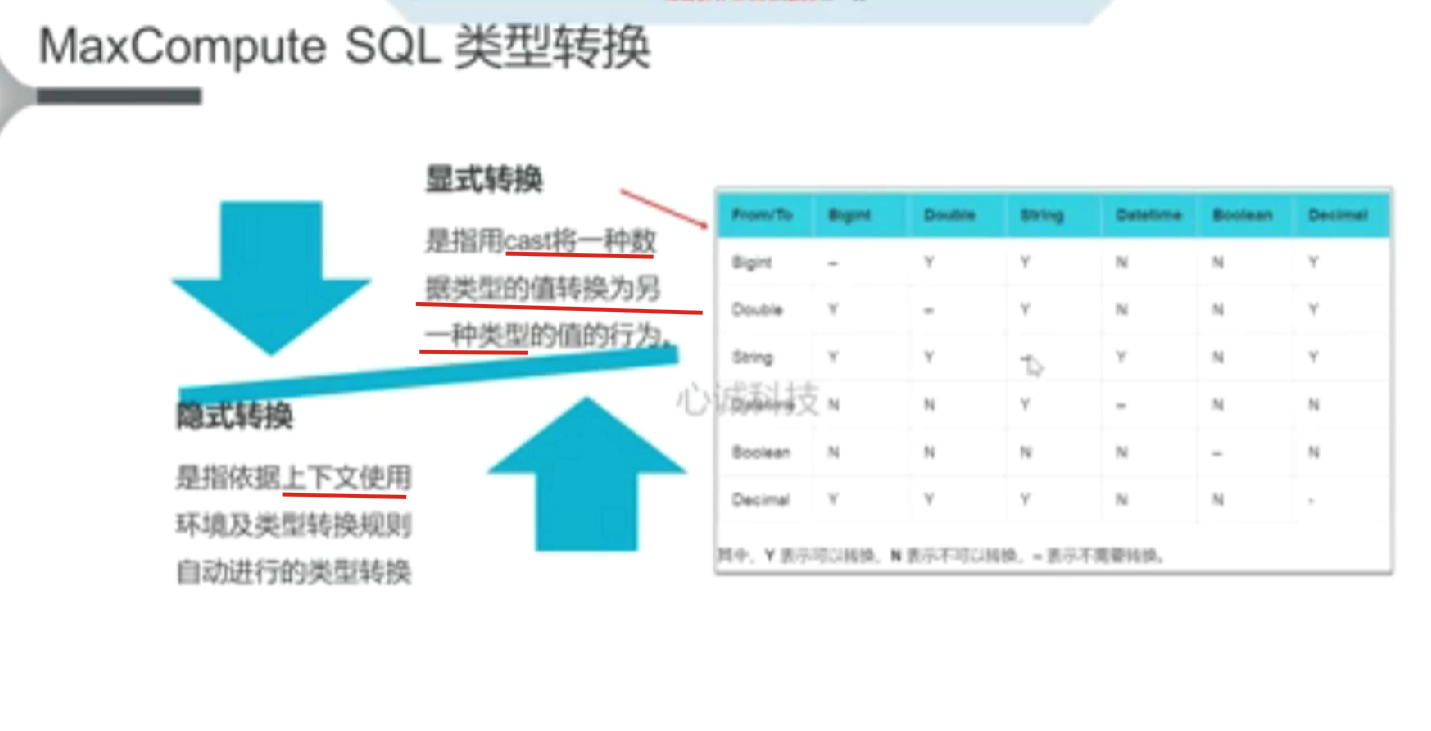 MaxCompute SQL 类型转换
显式转换
是指用cast将一种数
据类型的值转换为另
一种类型的值的行为。
隐式转换
是指依据上下文使用
环境及类型转换规则
自动进行的类型转换
From/To Bigint Double String Datetime Boolean Decimal
Bigint – Y Y N N Y
Double Y – Y N N Y
String Y Y – Y N Y
Datetime N N Y – N N
Boolean N N N N – N
Decimal Y Y Y N N -
其中，Y 表示可以转换，N 表示不可以转换，– 表示不需要转换。
心诚科技